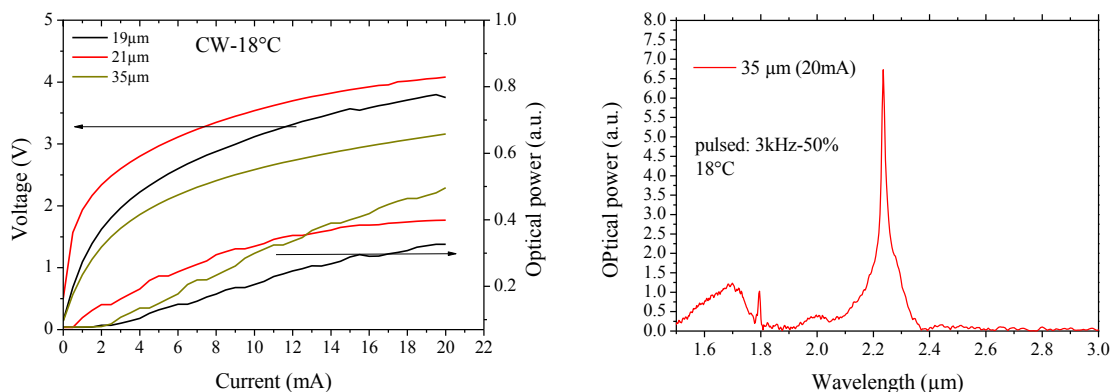 CW-18°C
19µm
21µm
35µm
Voltage (V)
5
4
3
2
1
0
1.0
0.8
0.6
0.4
0.2
Optical power (a.u.)
0 2 4 6 8 10 12 14 16 18 20 22
Current (mA)
OPtical power (a.u.)
8.0
7.5
7.0
6.5
6.0
5.5
5.0
4.5
4.0
3.5
3.0
2.5
2.0
1.5
1.0
0.5
0.0
35 µm (20mA)
pulsed: 3kHz-50%
18°C
1.6 1.8 2.0 2.2 2.4 2.6 2.8 3.0
Wavelength (µm)